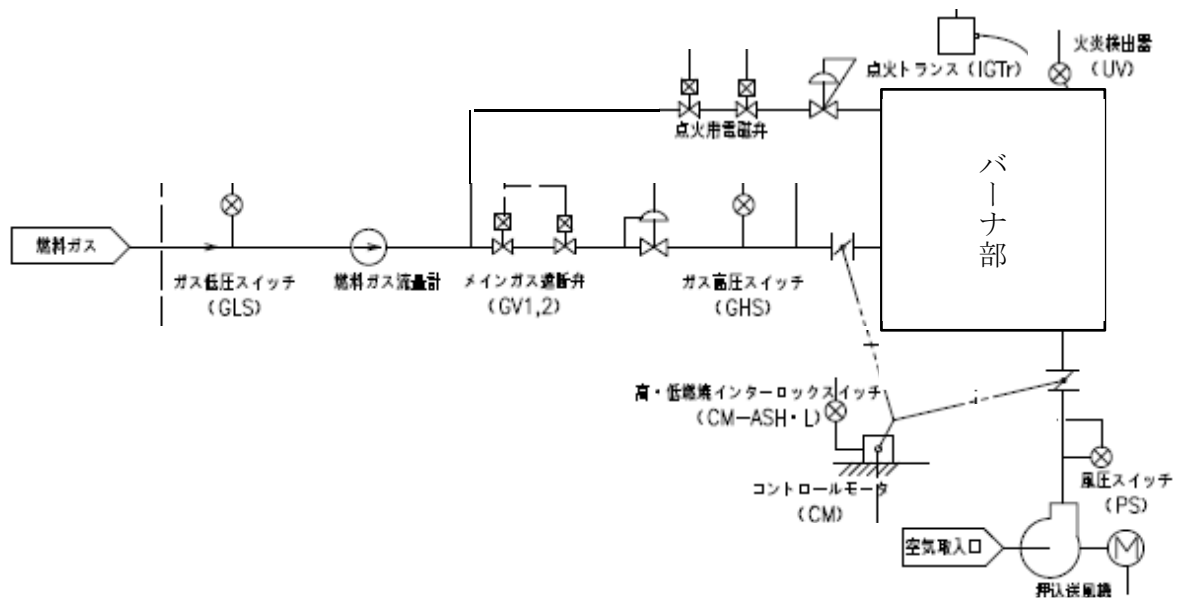 火炎検出器
(UV)
点火トランス(IGTr)
点火用電磁弁
バーナ部
燃料ガス
ガス低圧スイッチ
(GLS)
燃料ガス流量計
メインガス遮断弁
(GV1,2)
ガス高圧スイッチ
(GHS)
高・低燃焼インターロックスイッチ
(CM-ASH・L)
コントロールモータ
(CM)
風圧スイッチ
(PS)
空気取入口
M
押込送風機